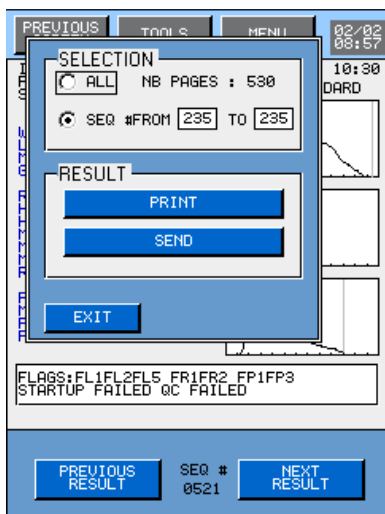 PREVIOUS TOOLS MENU 02/02
08:57
10:30
DARD
SELECTION
ALL NB PAGES : 530
SEQ #FROM 235 TO 235
RESULT
PRINT
SEND
EXIT
FLAGS:FL1FL2FL5 FR1FR2 FP1FP3
STARTUP FAILED QC FAILED
PREVIOUS RESULT
SEQ #
0521
NEXT RESULT